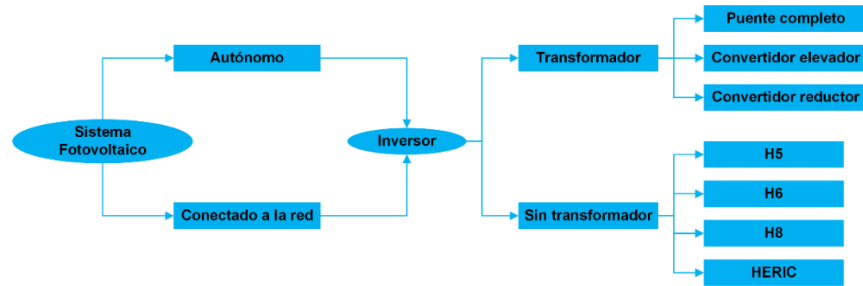 Sistema
Fotovoltaico
Autónomo
Conectado a la red
Inversor
Transformador
Sin transformador
Puente completo
Convertidor elevador
Convertidor reductor
H5
H6
H8
HERIC